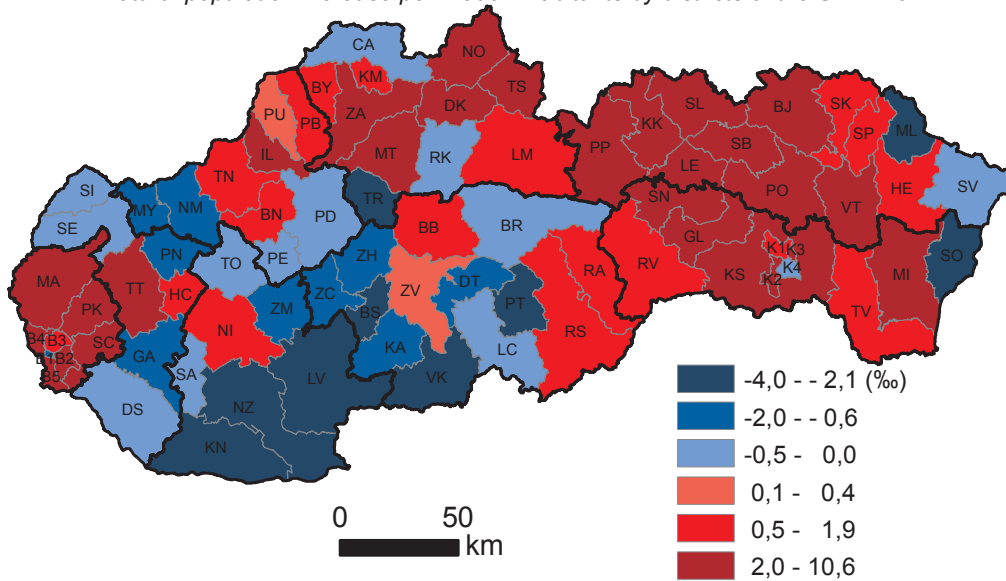 CA
NO
KM
BY
TS
PU
PB
ZA
DK
IL
MT
RK
LM
PP
KK
SL
BJ
SK
SP
ML
SB
LE
PO
VT
HE
SV
SI
SE
MY
NM
TN
BN
PD
TR
BB
BR
SN
GL
RV
KS
K1
K3
K4
K2
MI
SO
TV
PN
TO
PE
ZH
ZC
ZV
DT
PT
RA
RS
MA
PK
TT
HC
NI
ZM
BS
KA
LC
VK
B4
B3
B1
B2
B5
SC
GA
SA
DS
NZ
LV
KN
-4,0 - - 2,1 (‰)
-2,0 - - 0,6
-0,5 - 0,0
0,1 - 0,4
0,5 - 1,9
2,0 - 10,6
0 50
km